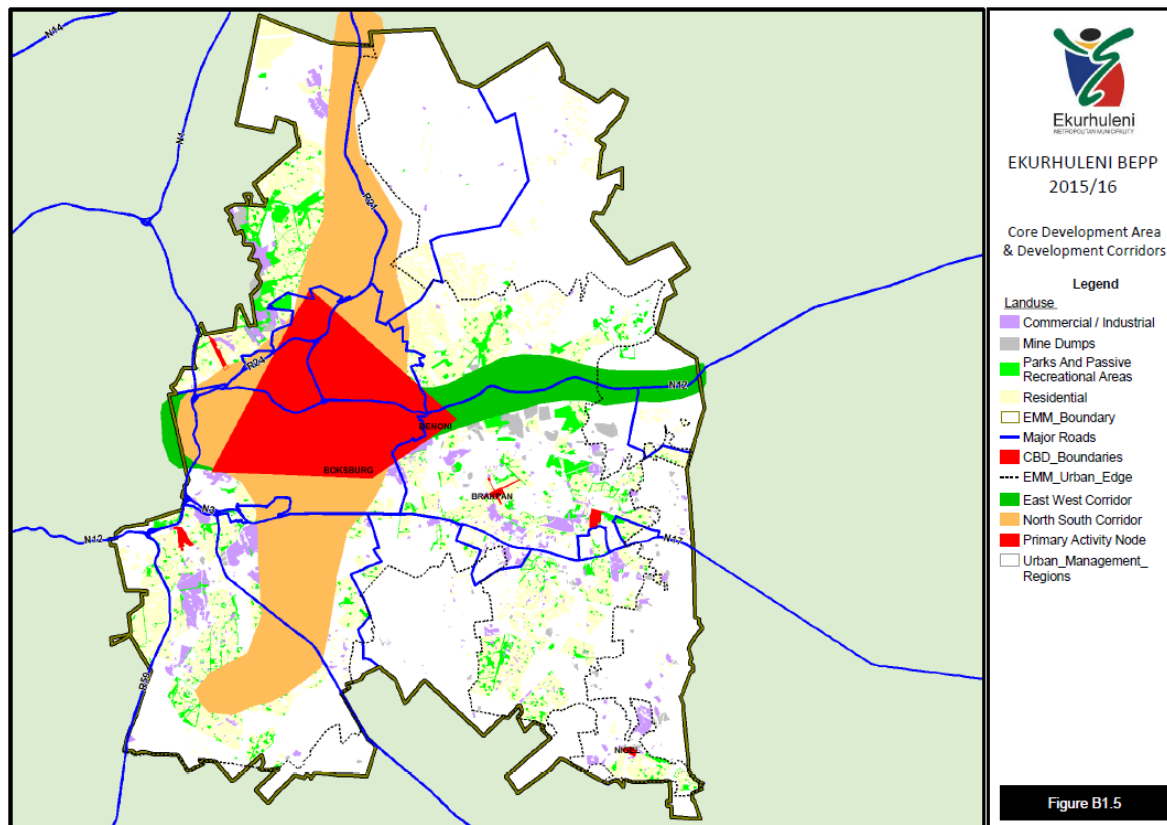 N14
N1
R21
R24
N12
BENONI
BOKSBURG
BRAKPAN
N3
N12
N17
R59
NIGEL
Ekurhuleni
METROPOLITAN MUNICIPALITY
EKURHULENI BEPP
2015/16
Core Development Area
& Development Corridors
Legend
Landuse
Commercial / Industrial
Mine Dumps
Parks And Passive
Recreational Areas
Residential
EMM_Boundary
Major Roads
CBD_Boundaries
EMM_Urban_Edge
East West Corridor
North South Corridor
Primary Activity Node
Urban_Management_
Regions
Figure B1.5